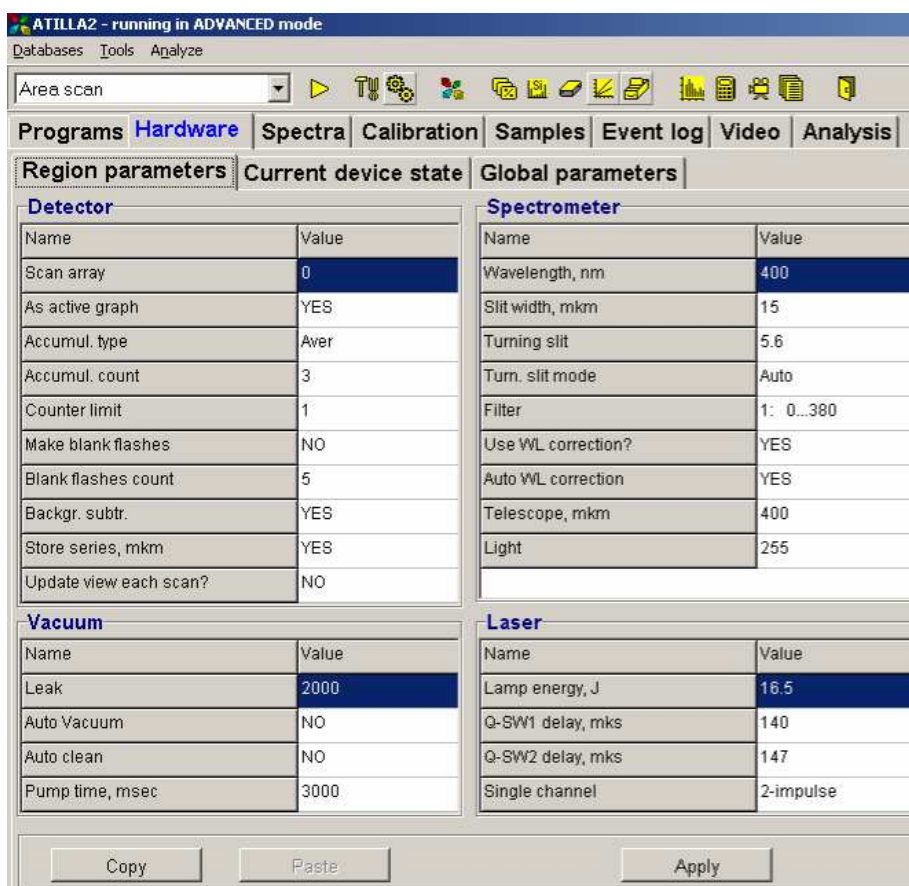 ATILLA2 - running in ADVANCED mode
Databases Tools Analyze
Area scan
Programs Hardware Spectra Calibration Samples Event log Video Analysis
Region parameters Current device state Global parameters
Detector
Name Value
Scan array 0
As active graph YES
Accumul. type Aver
Accumul. count 3
Counter limit 1
Make blank flashes NO
Blank flashes count 5
Backgr. subtr. YES
Store series, mkm YES
Update view each scan? NO
Spectrometer
Name Value
Wavelength, nm 400
Slit width, mkm 15
Turning slit 5.6
Turn. slit mode Auto
Filter 1: 0...380
Use WL correction? YES
Auto WL correction YES
Telescope, mkm 400
Light 255
Vacuum
Name Value
Leak 2000
Auto Vacuum NO
Auto clean NO
Pump time, msec 3000
Laser
Name Value
Lamp energy, J 16.5
Q-SW1 delay, mks 140
Q-SW2 delay, mks 147
Single channel 2-impulse
Copy Paste Apply